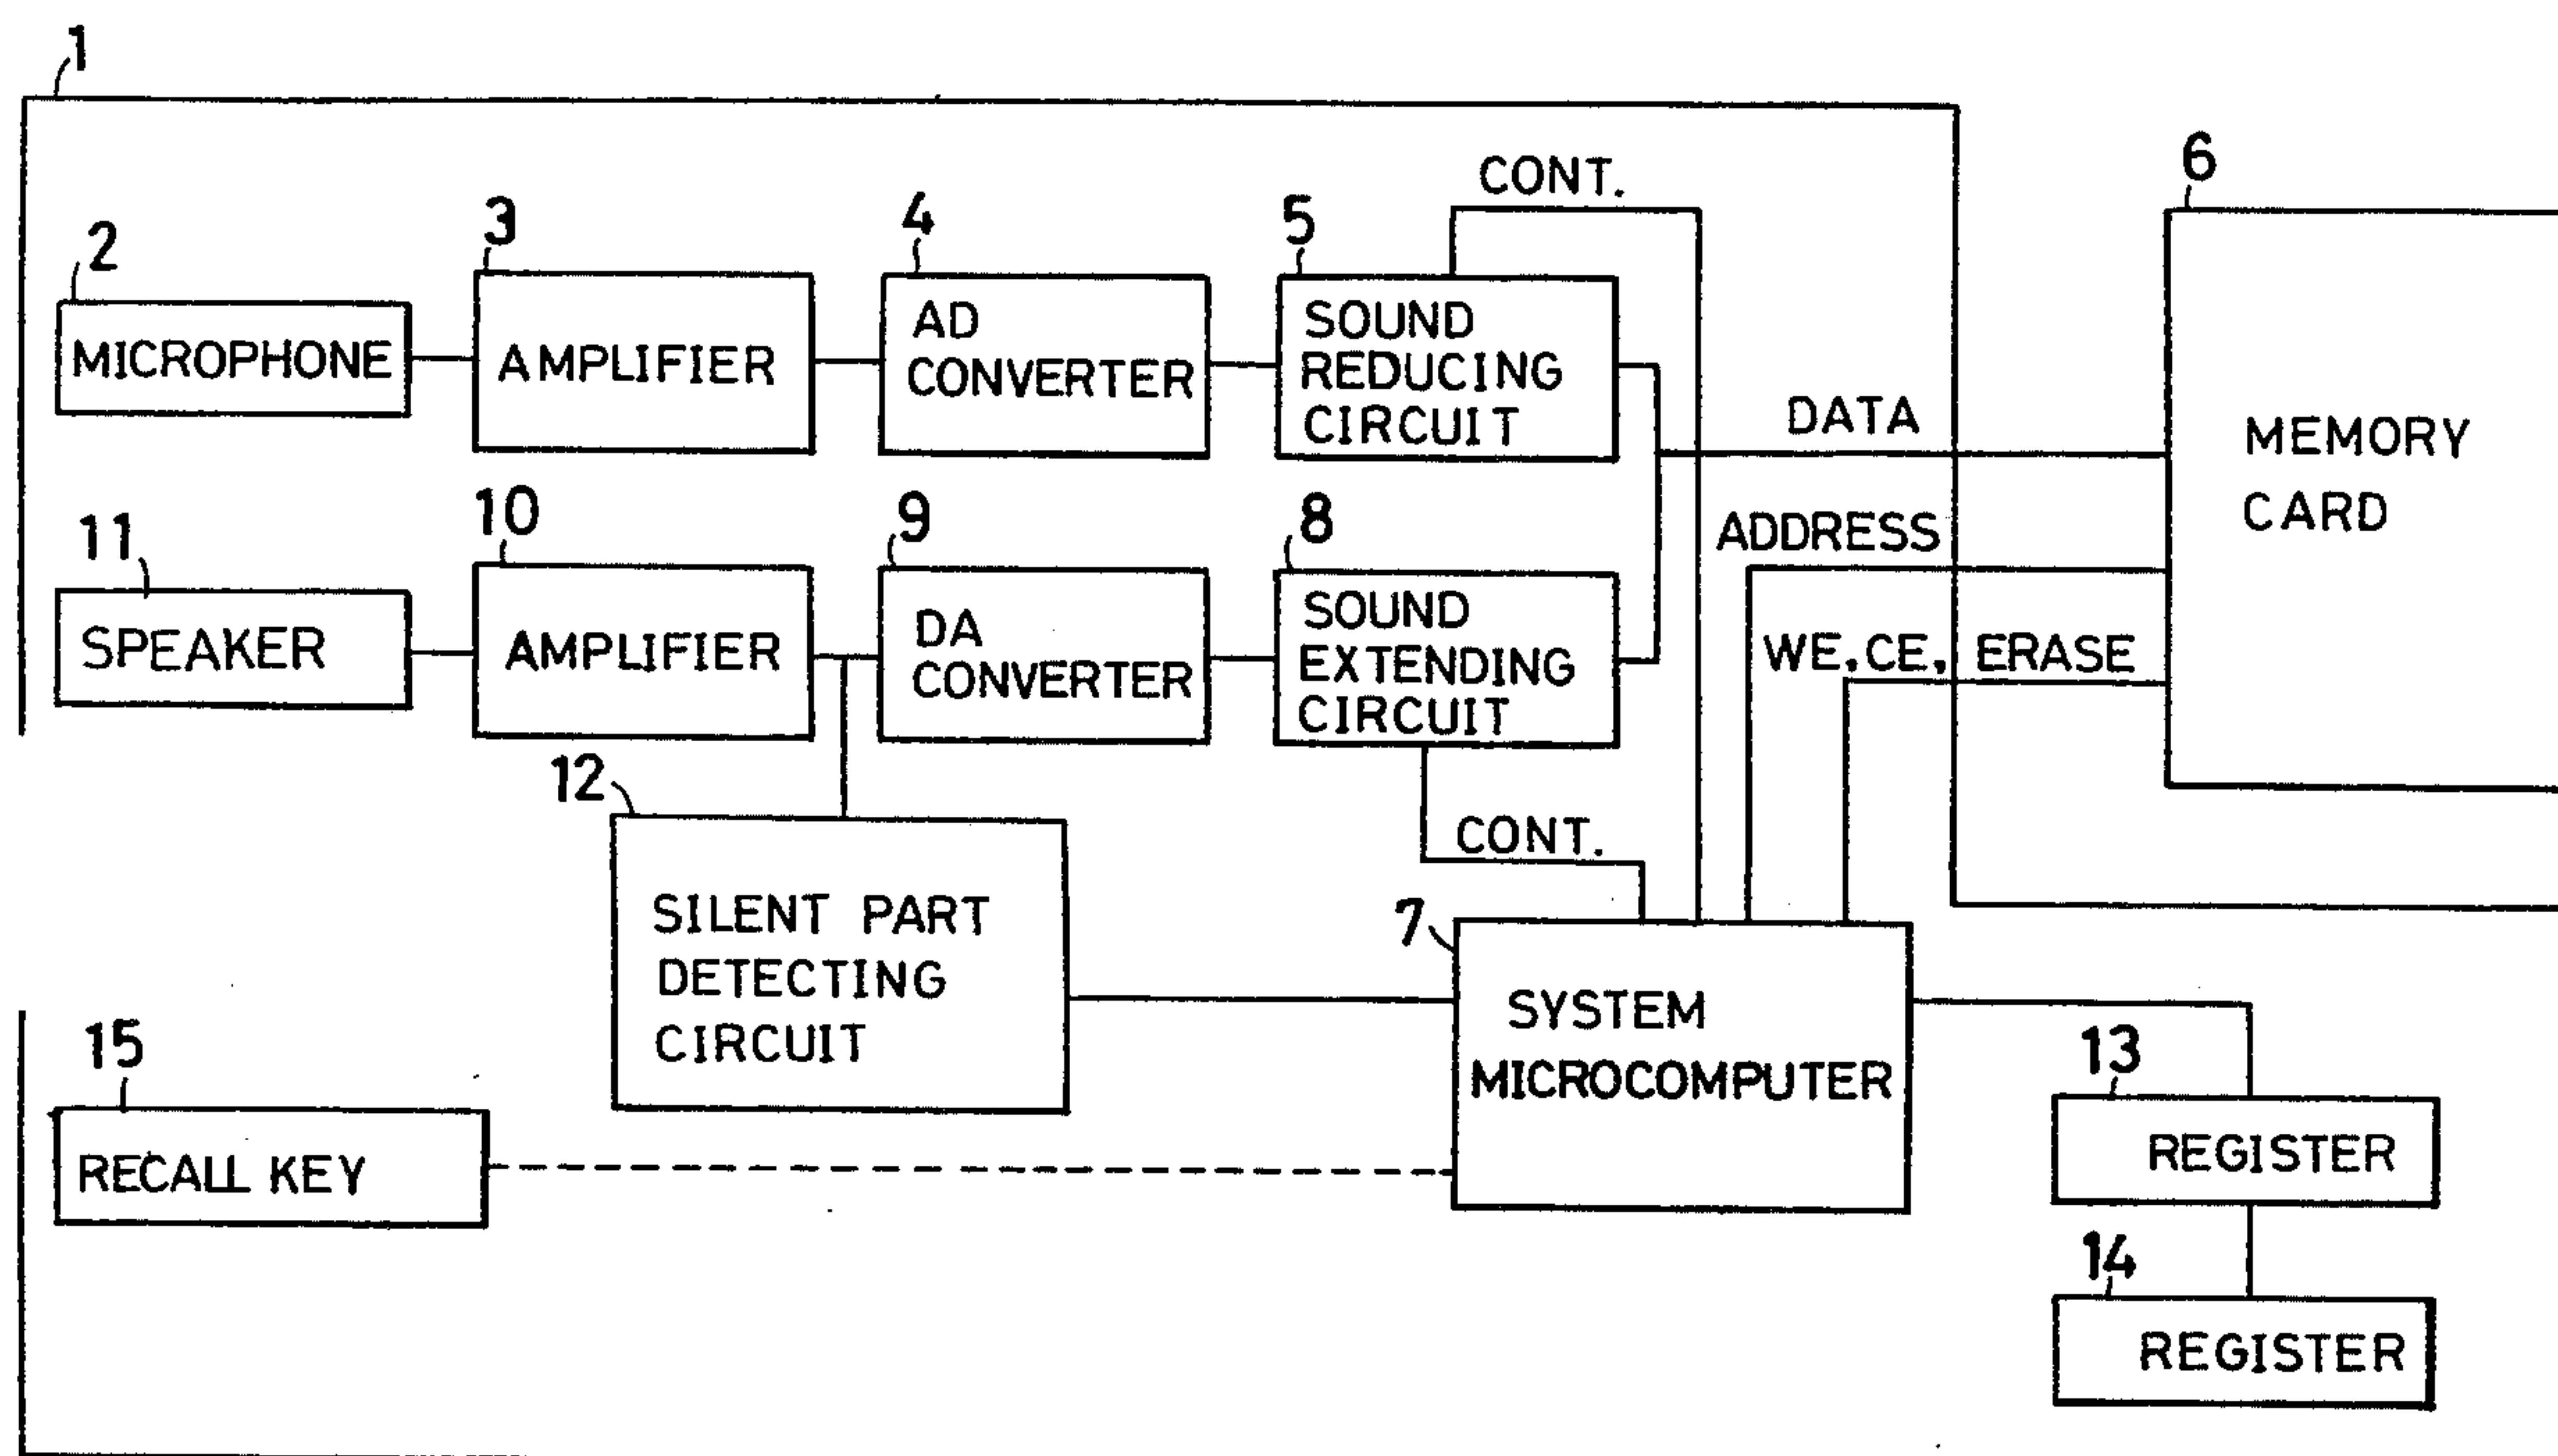 1
CONT.
6
2
3
4
5
MICROPHONE
AMPLIFIER
AD
CONVERTER
SOUND
REDUCING
CIRCUIT
DATA
MEMORY
CARD
ADDRESS
WE,CE, ERASE
11
10
9
8
SPEAKER
AMPLIFIER
DA
CONVERTER
SOUND
EXTENDING
CIRCUIT
CONT.
12
SILENT PART
DETECTING
CIRCUIT
7
SYSTEM
MICROCOMPUTER
15
RECALL KEY
13
REGISTER
14
REGISTER